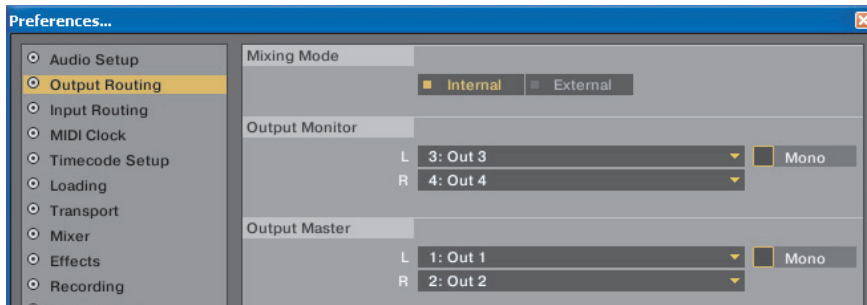 Preferences...
Audio Setup
Output Routing
Input Routing
MIDI Clock
Timecode Setup
Loading
Transport
Mixer
Effects
Recording
Mixing Mode
Internal External
Output Monitor
L 3: Out 3 Mono
R 4: Out 4
Output Master
L 1: Out 1 Mono
R 2: Out 2